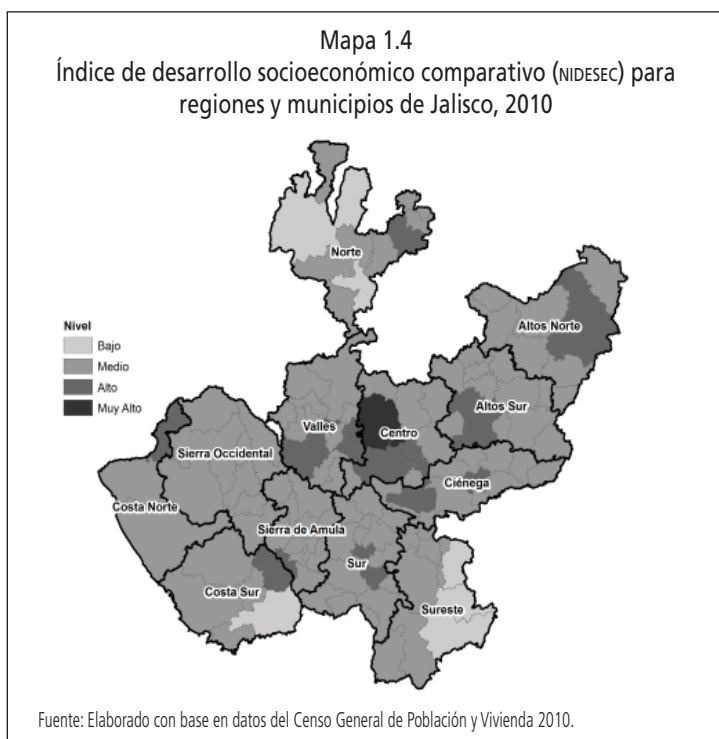 Mapa 1.4
Índice de desarrollo socioeconómico comparativo (NIDESEC) para
regiones y municipios de Jalisco, 2010
Norte
Altos Norte
Nivel
Bajo
Medio
Alto
Muy Alto
Altos Sur
Valles
Centro
Sierra Occidental
Ciénega
Costa Norte
Sierra de Amula
Sur
Costa Sur
Sureste
Fuente: Elaborado con base en datos del Censo General de Población y Vivienda 2010.